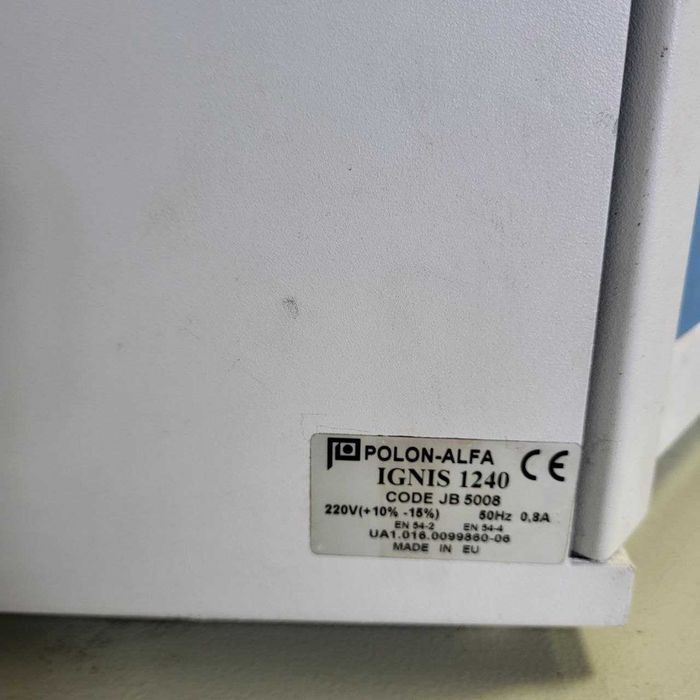 POLON-ALFA CE
IGNIS 1240
CODE JB 5008
220V(+10% -15%) 50Hz 0,8A
EN 54-2 EN 54-4
UA1.016.0099860-06
MADE IN EU